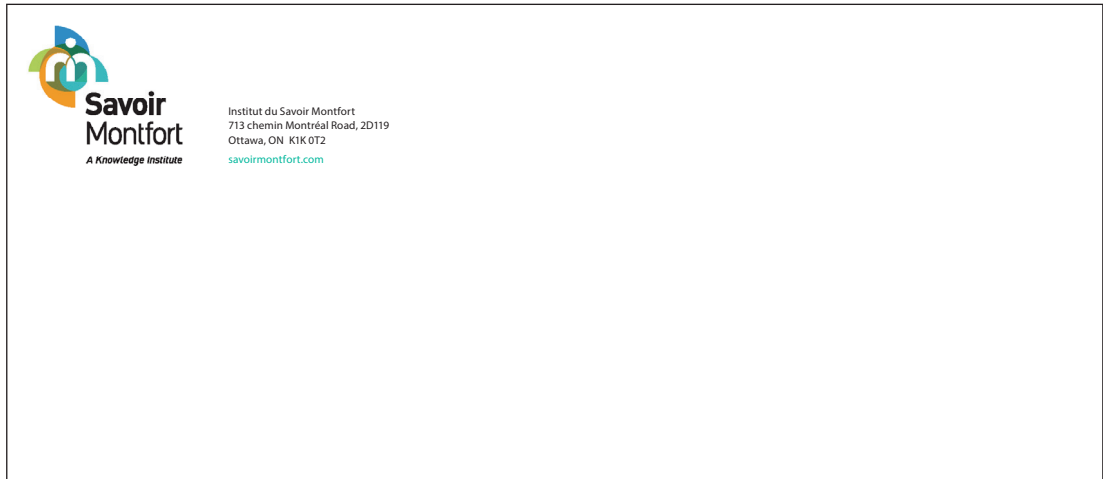 Savoir
Montfort
A Knowledge Institute
Institut du Savoir Montfort
713 chemin Montréal Road, 2D119
Ottawa, ON  K1K 0T2
savoirmontfort.com